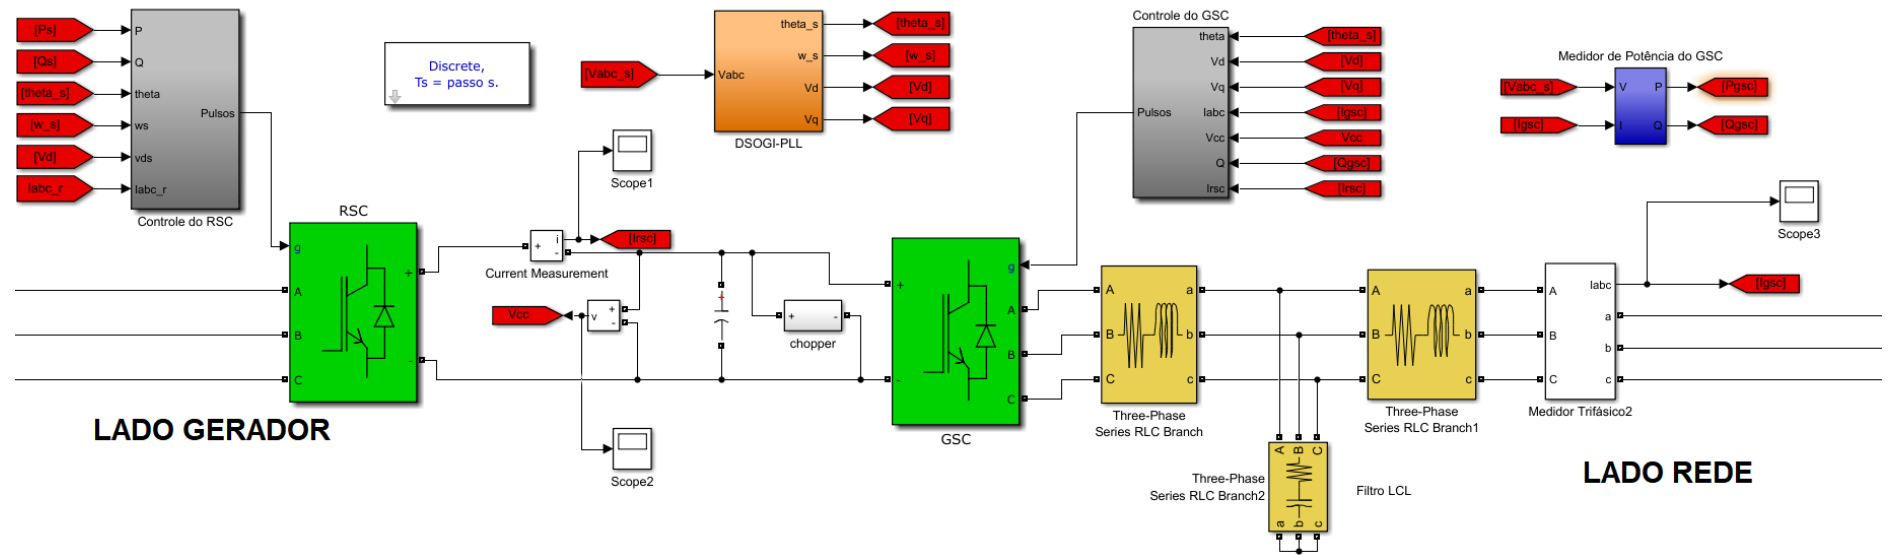 [Ps]
[Qs]
[theta_s]
[w_s]
[Vd]
Iabc_r
P
Q
theta
ws
vds
Iabc_r
Pulsos
Controle do RSC
Discrete,
Ts = passo s.
[Vabc_s]
Vabc
theta_s
w_s
Vd
Vq
DSOGI-PLL
[theta_s]
[w_s]
[Vd]
[Vq]
Controle do GSC
theta
Vd
Vq
Iabc
Vcc
Q
Irsc
Pulsos
[theta_s]
[Vd]
[Vq]
[Igsc]
Vcc
[Qgsc]
[Irsc]
Medidor de Potência do GSC
[Vabc_s]
[Igsc]
V
I
P
Q
[Pgsc]
[Qgsc]
Scope1
Scope3
RSC
g
A
B
C
+
-
+
-
i
[Irsc]
Current Measurement
Vcc
v
+
-
+
+
-
chopper
Scope2
g
+
-
A
B
C
GSC
A
B
C
a
b
c
Three-Phase
Series RLC Branch
A
B
C
a
b
c
Three-Phase
Series RLC Branch1
A
B
C
Iabc
a
b
c
Medidor Trifásico2
[Igsc]
A
B
C
a
b
c
Three-Phase
Series RLC Branch2
Filtro LCL
LADO GERADOR
LADO REDE